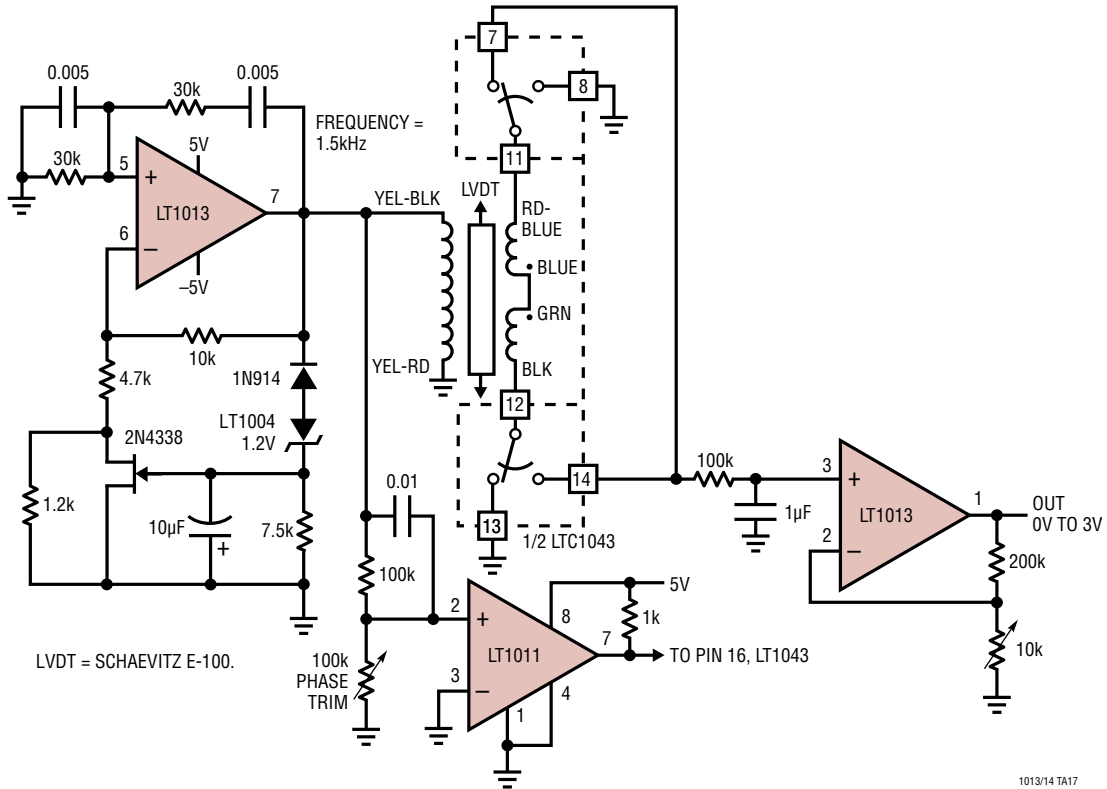 0.005
30k
0.005
FREQUENCY =
1.5kHz
30k
5
+
5V
LT1013
7
6
–
–5V
10k
4.7k
1N914
LT1004
1.2V
2N4338
1.2k
10µF
+
7.5k
LVDT = SCHAEVITZ E-100.
7
8
11
YEL-BLK
LVDT
RD-
BLUE
BLUE
GRN
YEL-RD
BLK
12
14
13
1/2 LTC1043
0.01
100k
100k
PHASE
TRIM
2
+
3
–
LT1011
8
5V
1k
7
TO PIN 16, LT1043
4
1
100k
1µF
3
+
LT1013
2
–
1
OUT
0V TO 3V
200k
10k
1013/14 TA17